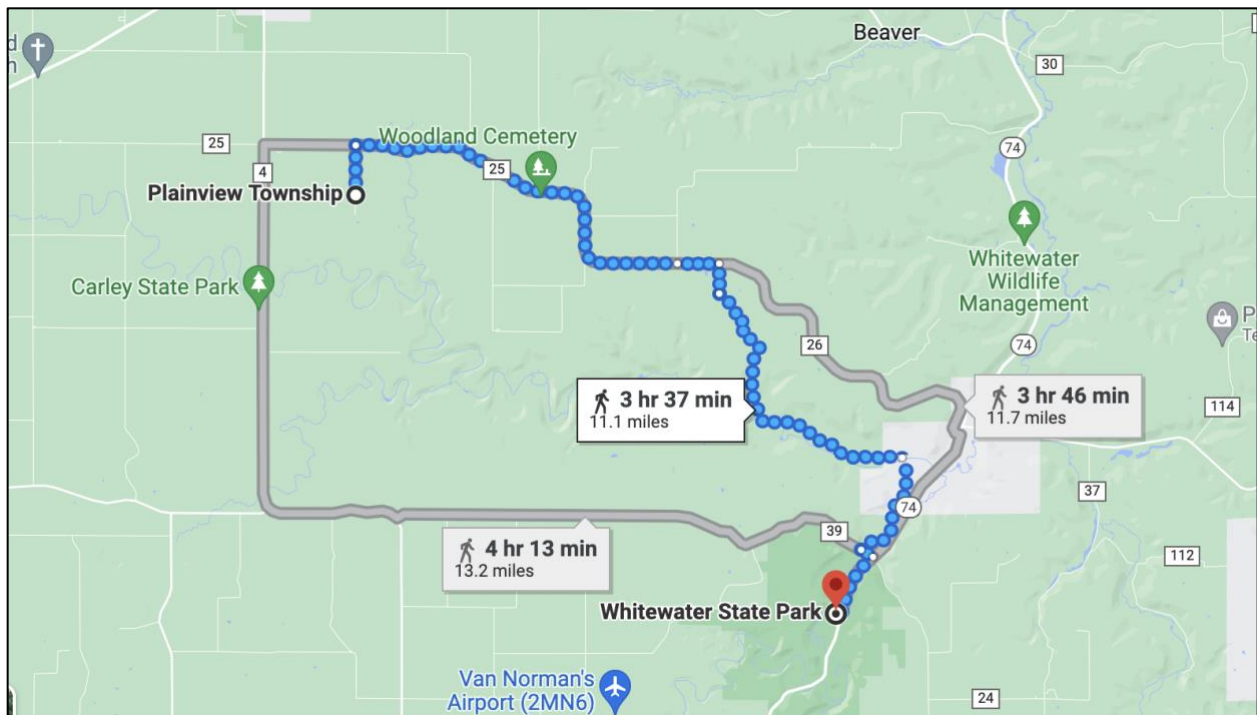 Beaver
30
74
25
4
Woodland Cemetery
25
Plainview Township
Carley State Park
Whitewater
Wildlife
Management
26
74
3 hr 37 min
11.1 miles
3 hr 46 min
11.7 miles
114
37
74
39
4 hr 13 min
13.2 miles
112
Whitewater State Park
Van Norman's
Airport (2MN6)
24